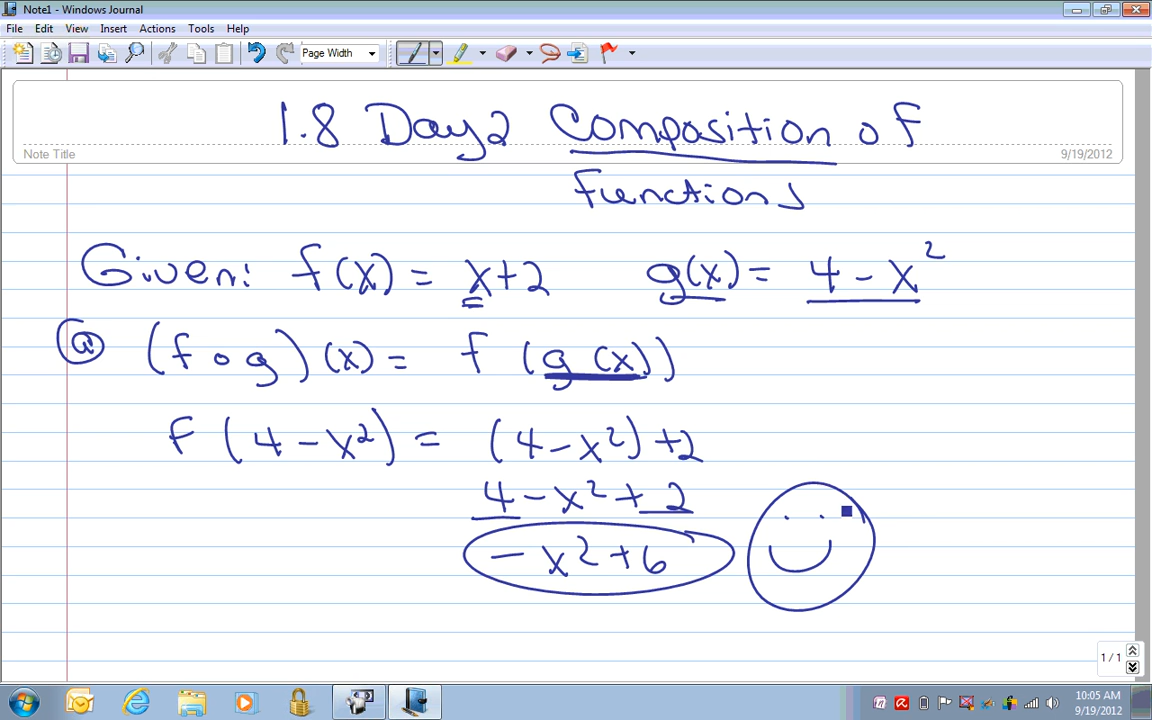 Note1 - Windows Journal
File Edit View Insert Actions Tools Help
Page Width
1.8 Day 2 Composition of
Note Title
9/19/2012
functions
Given: f(x) = x+2 g(x) = 4 - x²
(a) (f ∘ g)(x) = f(g(x))
f(4 - x²) = (4 - x²) + 2
4 - x² + 2
- x² + 6
1 / 1
10:05 AM
9/19/2012